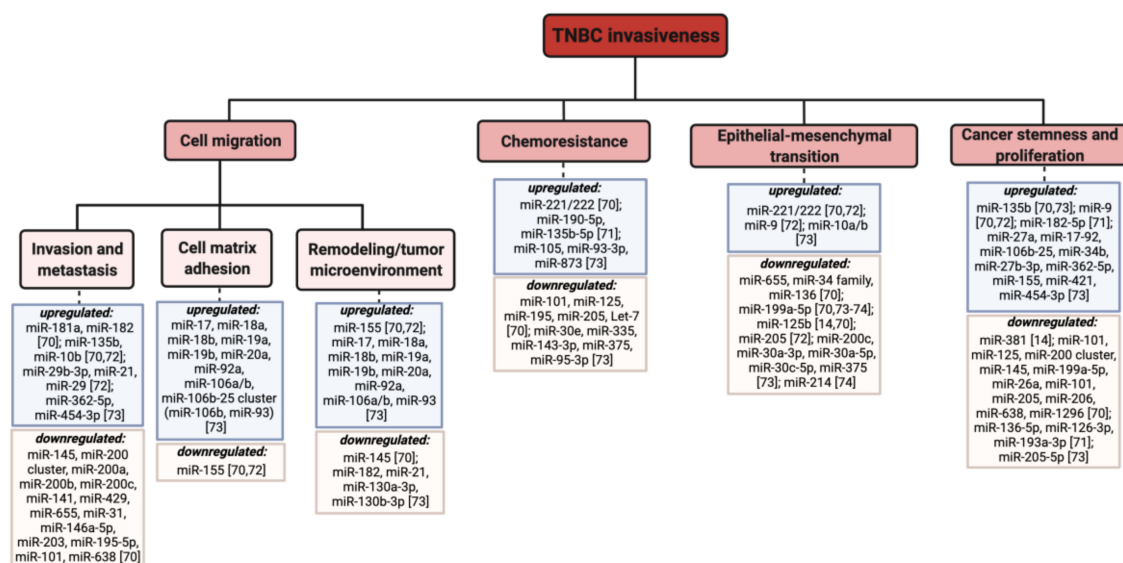 TNBC invasiveness
Cell migration
Invasion and
metastasis
upregulated:
miR-181a, miR-182
[70]; miR-135b,
miR-10b [70,72];
miR-29b-3p, miR-21,
miR-29 [72];
miR-362-5p,
miR-454-3p [73]
downregulated:
miR-145, miR-200
cluster, miR-200a,
miR-200b, miR-200c,
miR-141, miR-429,
miR-655, miR-31,
miR-146a-5p,
miR-203, miR-195-5p,
miR-101, miR-638 [70]
Cell matrix
adhesion
upregulated:
miR-17, miR-18a,
miR-18b, miR-19a,
miR-19b, miR-20a,
miR-92a,
miR-106a/b,
miR-106b-25 cluster
(miR-106b, miR-93)
[73]
downregulated:
miR-155 [70,72]
Remodeling/tumor
microenvironment
upregulated:
miR-155 [70,72];
miR-17, miR-18a,
miR-18b, miR-19a,
miR-19b, miR-20a,
miR-92a,
miR-106a/b, miR-93
[73]
downregulated:
miR-145 [70];
miR-182, miR-21,
miR-130a-3p,
miR-130b-3p [73]
Chemoresistance
upregulated:
miR-221/222 [70];
miR-190-5p,
miR-135b-5p [71];
miR-105, miR-93-3p,
miR-873 [73]
downregulated:
miR-101, miR-125,
miR-195, miR-205, Let-7
[70]; miR-30e, miR-335,
miR-143-3p, miR-375,
miR-95-3p [73]
Epithelial-mesenchymal
transition
upregulated:
miR-221/222 [70,72];
miR-9 [72]; miR-10a/b
[73]
downregulated:
miR-655, miR-34 family,
miR-136 [70];
miR-199a-5p [70,73-74]
miR-125b [14,70];
miR-205 [72]; miR-200c,
miR-30a-3p, miR-30a-5p,
miR-30c-5p, miR-375
[73]; miR-214 [74]
Cancer stemness and
proliferation
upregulated:
miR-135b [70,73]; miR-9
[70,72]; miR-182-5p [71];
miR-27a, miR-17-92,
miR-106b-25, miR-34b,
miR-27b-3p, miR-362-5p,
miR-155, miR-421,
miR-454-3p [73]
downregulated:
miR-381 [14]; miR-101,
miR-125, miR-200 cluster,
miR-145, miR-199a-5p,
miR-26a, miR-101,
miR-205, miR-206,
miR-638, miR-1296 [70];
miR-136-5p, miR-126-3p,
miR-193a-3p [71];
miR-205-5p [73]